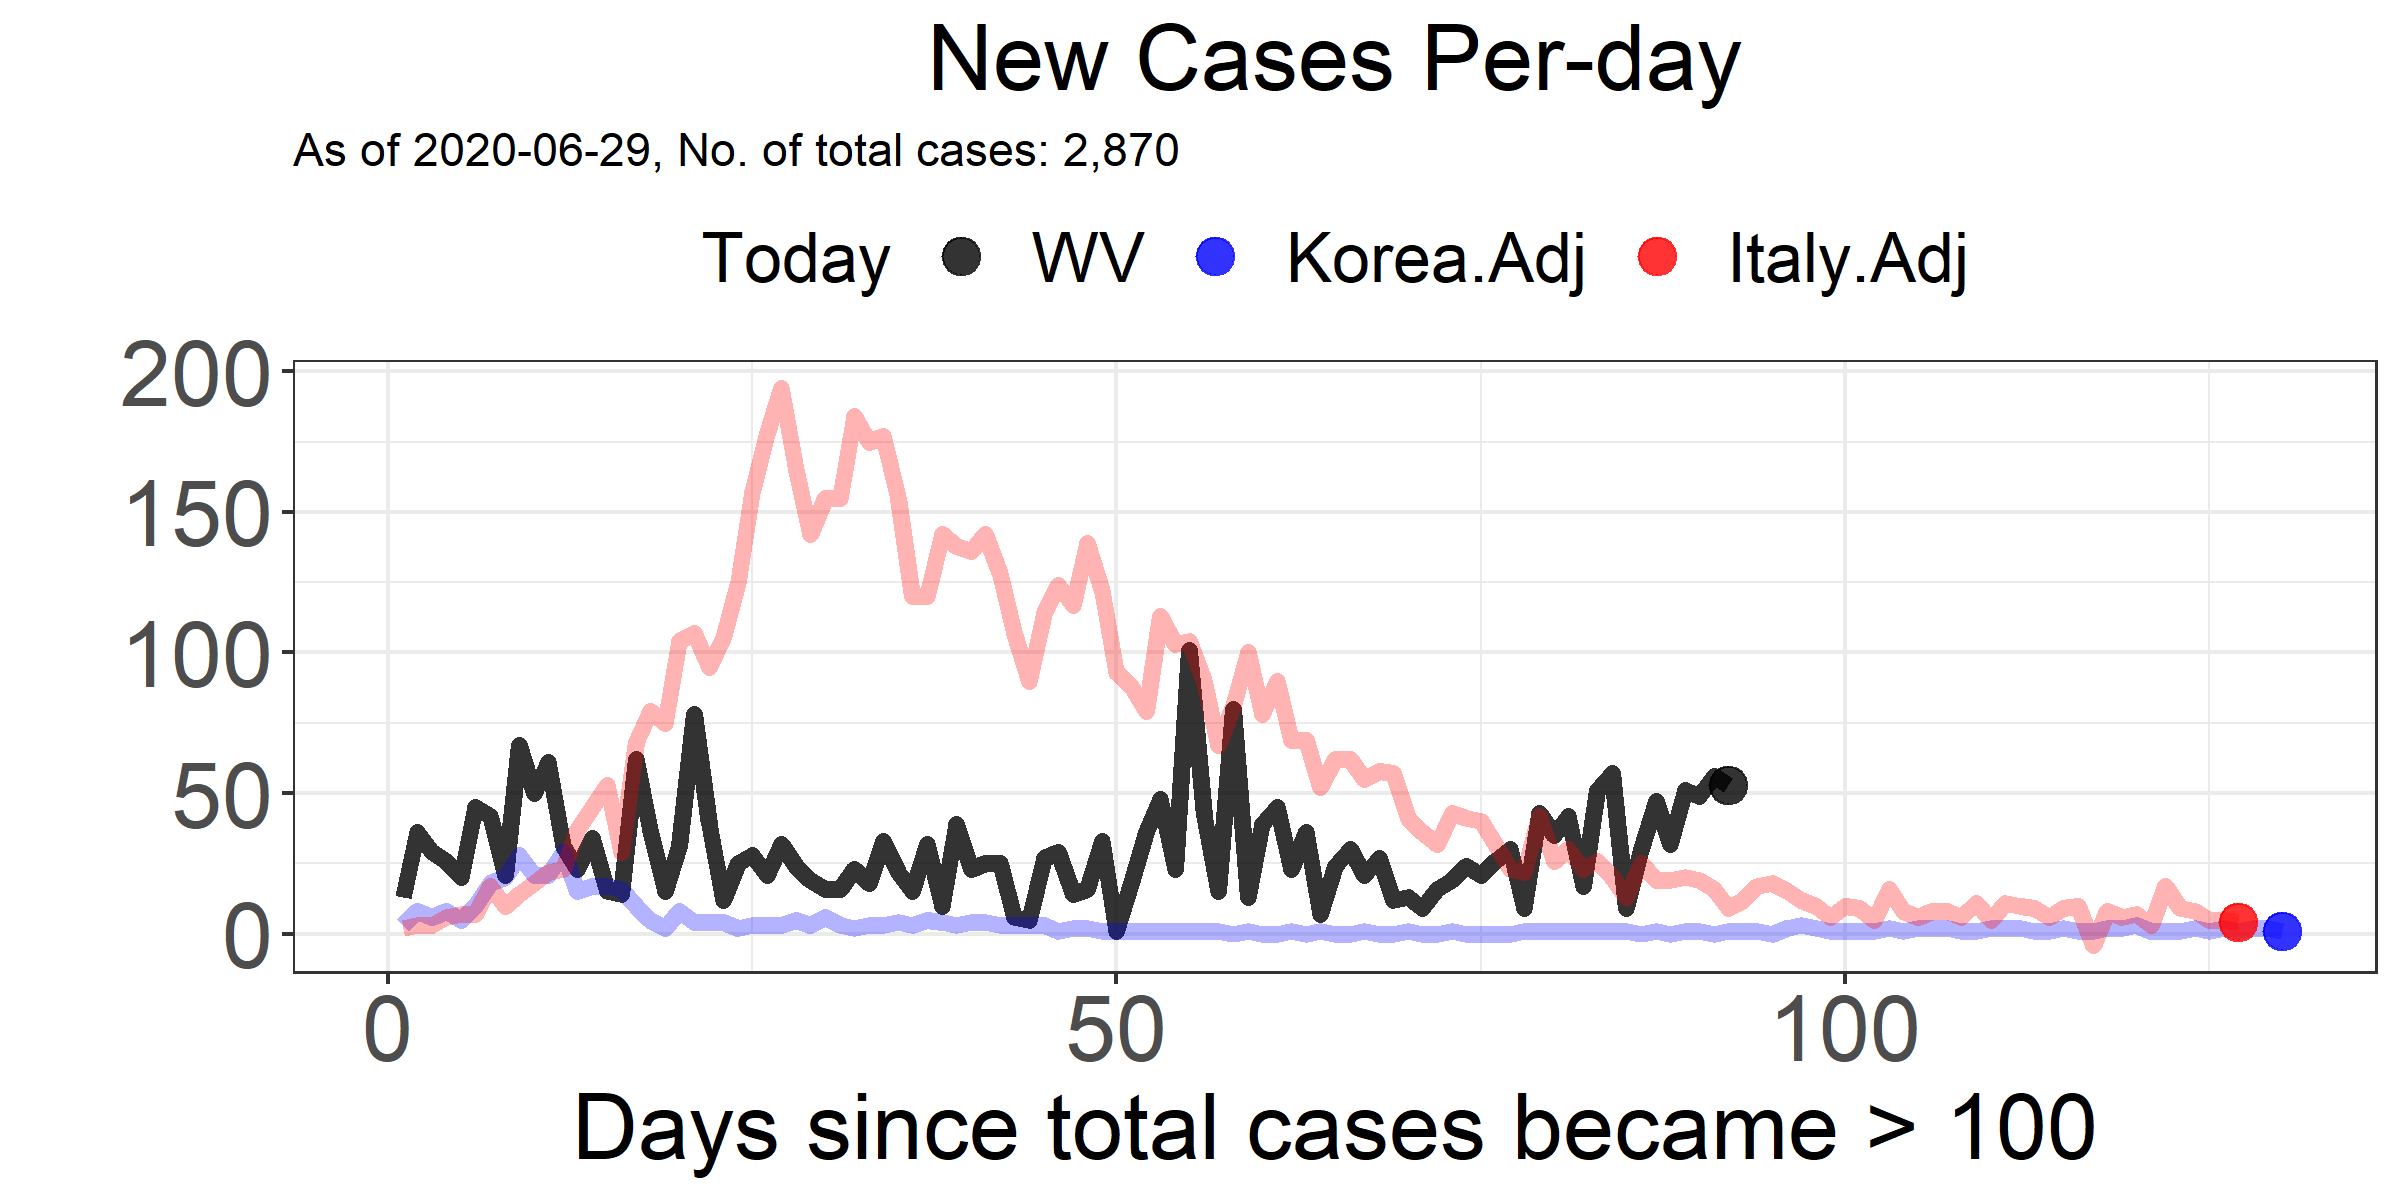 New Cases Per-day
As of 2020-06-29, No. of total cases: 2,870
Today WV Korea.Adj Italy.Adj
200
150
100
50
0
0 50 100
Days since total cases became > 100